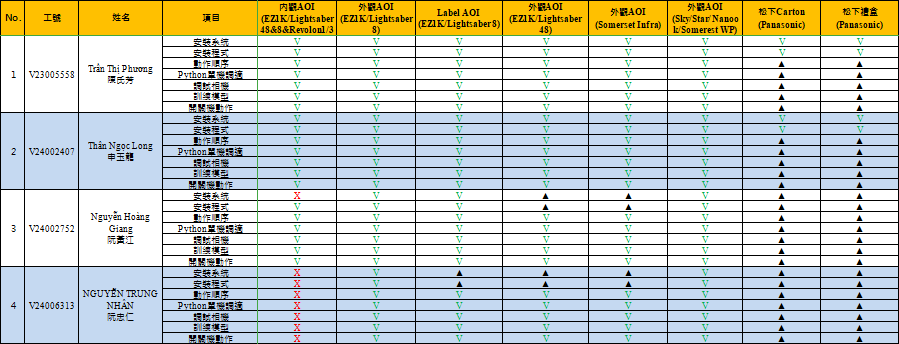 No. 工號 姓名 項目 內觀AOI (EZ1K/Lightsaber 48&8&Revolon1/3 外觀AOI (EZ1K/Lightsaber 8) Label AOI (EZ1K/Lightsaber8) 外觀AOI (EZ1K/Lightsaber 48) 外觀AOI (Somerset Infra) 外觀AOI (Sky/Star/Nanoo k/Somerest WP) 松下Carton (Panasonic) 松下禮盒 (Panasonic)
1 V23005558 Trần Thị Phương 陳氏芳
安裝系统 V V V V V V V V
安裝程式 V V V V V V V V
動作順序 V V V V V V ▲ ▲
Python單機調適 V V V V V V ▲ ▲
調試相機 V V V V V V ▲ ▲
訓練模型 V V V V V V ▲ ▲
開關機動作 V V V V V V ▲ ▲
2 V24002407 Thân Ngọc Long 申玉龍
安裝系统 V V V V V V V V
安裝程式 V V V V V V V V
動作順序 V V V V V V ▲ ▲
Python單機調適 V V V V V V ▲ ▲
調試相機 V V V V V V ▲ ▲
訓練模型 V V V V V V ▲ ▲
開關機動作 V V V V V V ▲ ▲
3 V24002752 Nguyễn Hoàng Giang 阮黃江
安裝系统 X V V ▲ ▲ V ▲ ▲
安裝程式 V V V ▲ ▲ V ▲ ▲
動作順序 V V V V V V ▲ ▲
Python單機調適 V V V V V V ▲ ▲
調試相機 V V V V V V ▲ ▲
訓練模型 V V V V V V ▲ ▲
開關機動作 V V V V V V ▲ ▲
4 V24006313 NGUYỄN TRUNG NHÂN 阮忠仁
安裝系统 X V ▲ ▲ ▲ V ▲ ▲
安裝程式 X V ▲ ▲ ▲ V ▲ ▲
動作順序 X V V V V V ▲ ▲
Python單機調適 X V V V V V ▲ ▲
調試相機 X V V V V V ▲ ▲
訓練模型 X V V V V V ▲ ▲
開關機動作 X V V V V V ▲ ▲